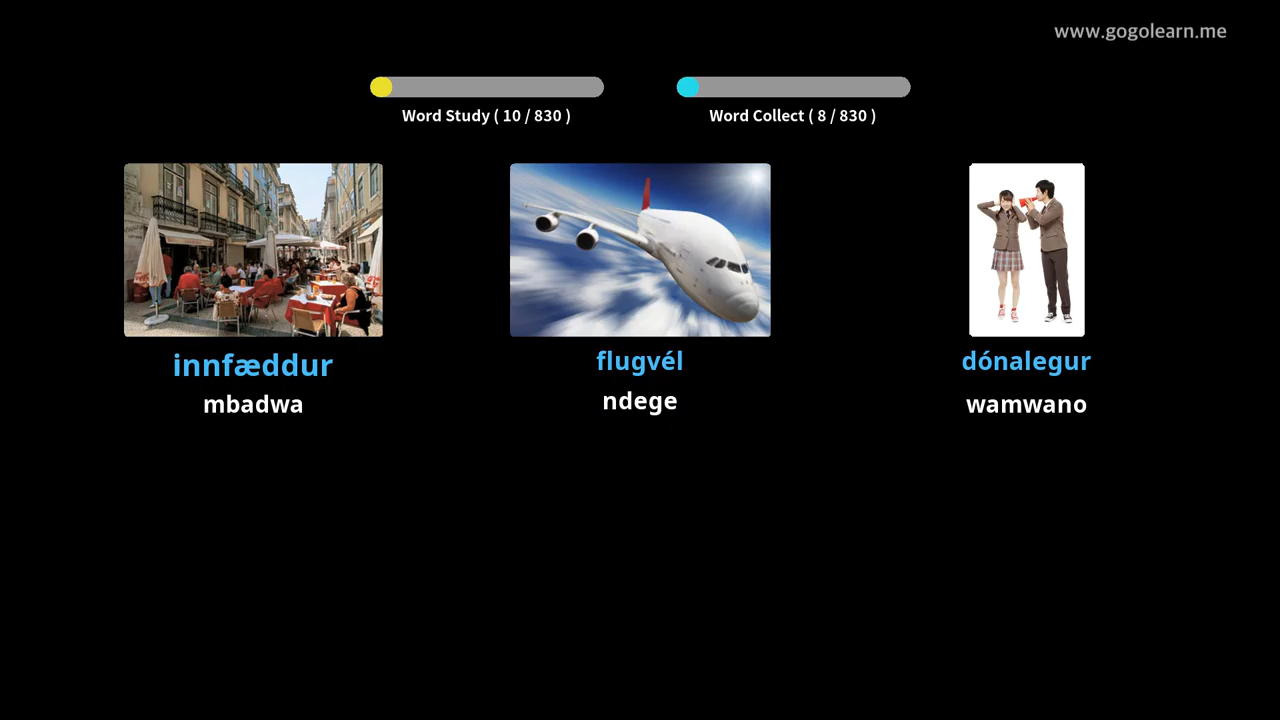 www.gogolearn.me
Word Study ( 10 / 830 )
Word Collect ( 8 / 830 )
innfæddur
mbadwa
flugvél
ndege
dónalegur
wamwano